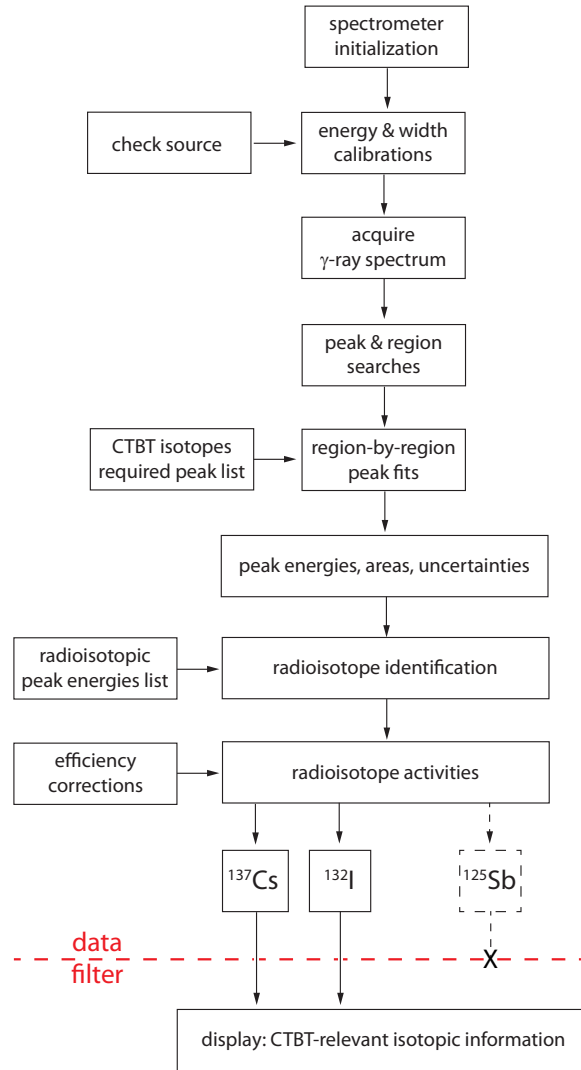 spectrometer
initialization
check source
energy & width
calibrations
acquire
γ-ray spectrum
peak & region
searches
CTBT isotopes
required peak list
region-by-region
peak fits
peak energies, areas, uncertainties
radioisotopic
peak energies list
radioisotope identification
efficiency
corrections
radioisotope activities
¹³⁷Cs
¹³²I
¹²⁵Sb
data
filter
X
display: CTBT-relevant isotopic information